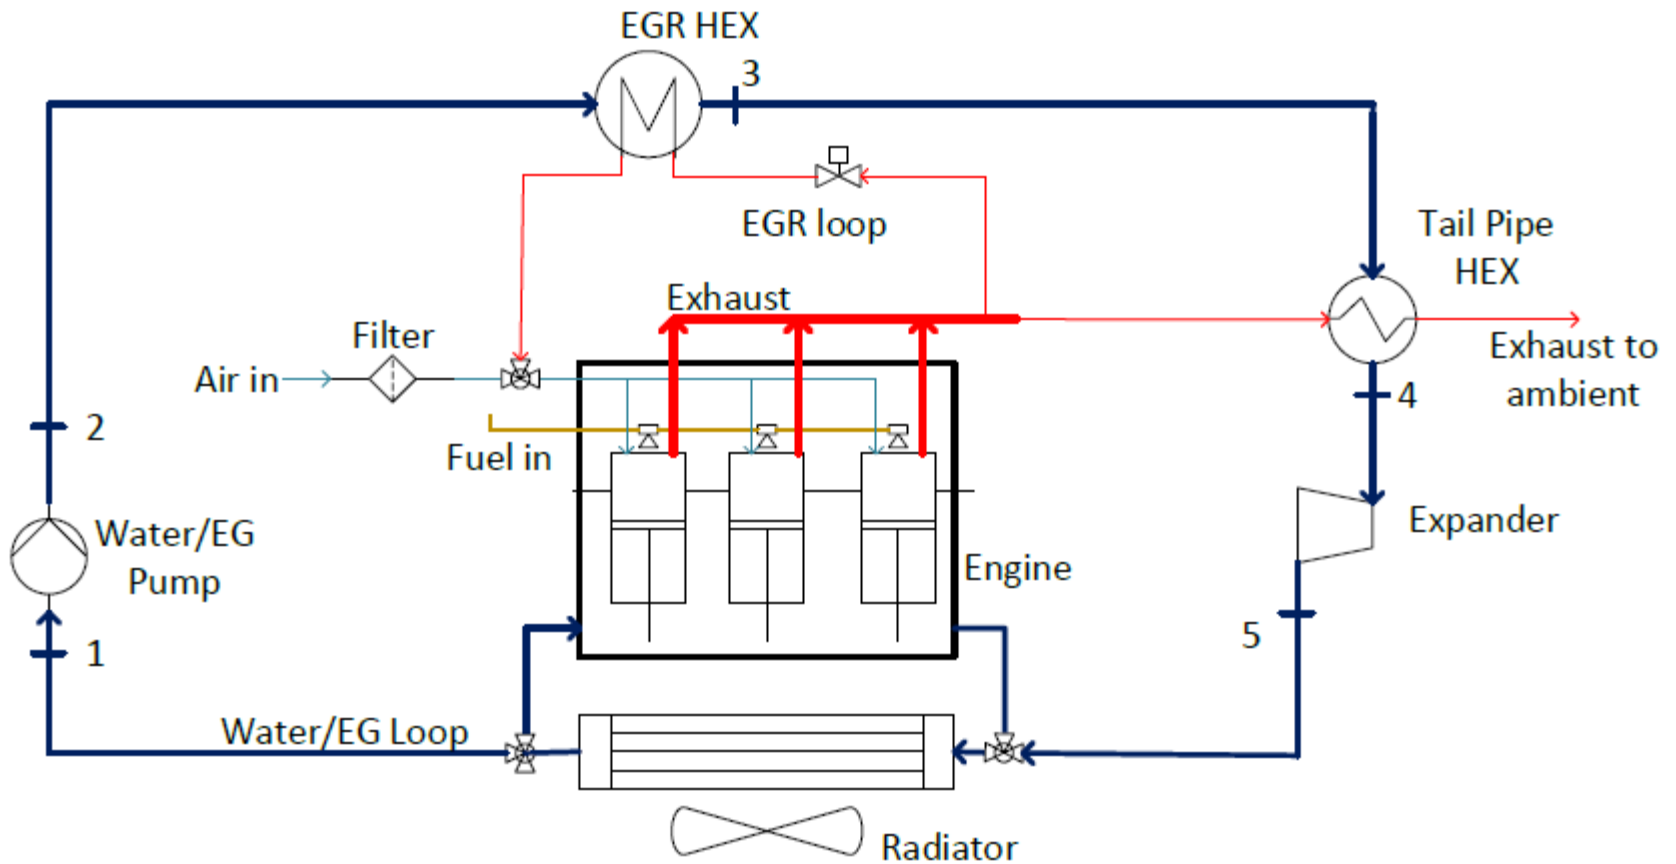 EGR HEX
3
EGR loop
Tail Pipe
HEX
Exhaust
Filter
Air in
Exhaust to
ambient
4
2
Fuel in
Water/EG
Pump
Expander
Engine
5
1
Water/EG Loop
Radiator